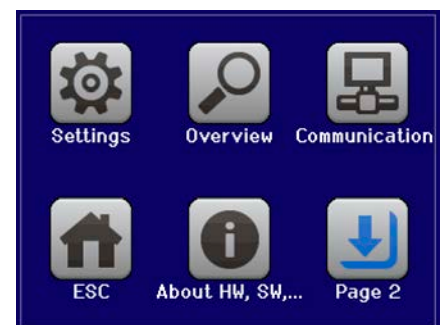 Settings
Overview
Communication
ESC
About HW, SW,...
Page 2